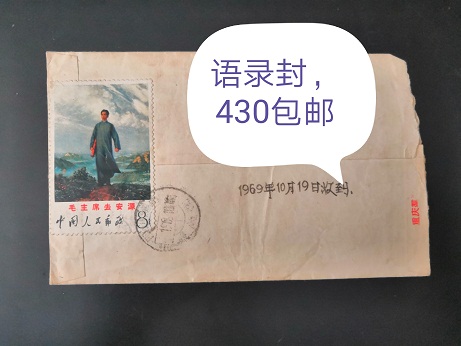 语录封，
430包邮
1969年10月19日收到.
毛主席去安源
中国人民邮政
8